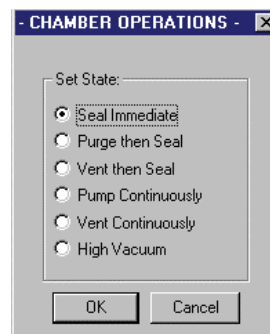 - CHAMBER OPERATIONS -
Set State:
Seal Immediate
Purge then Seal
Vent then Seal
Pump Continuously
Vent Continuously
High Vacuum
OK Cancel